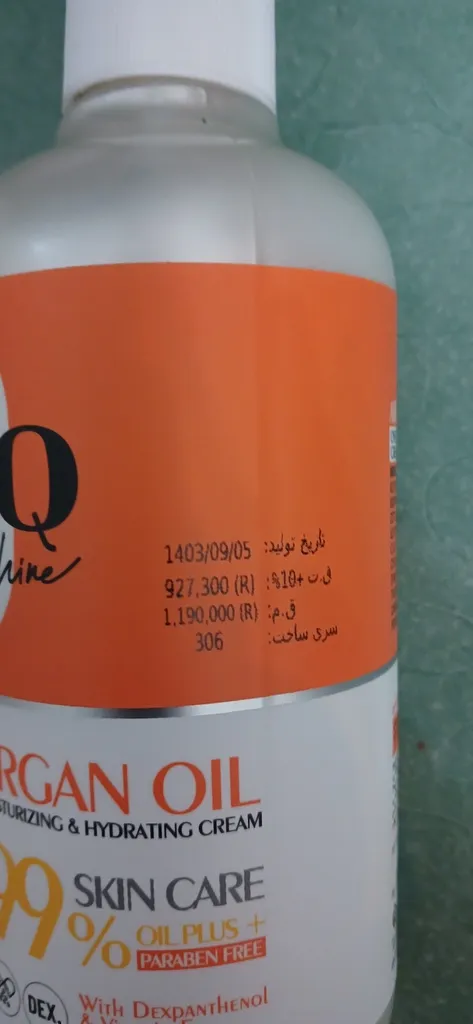 Q
hine
تاریخ تولید: 1403/09/05
ق.ت +10%: 927,300 (R)
ق.م: 1,190,000 (R)
سری ساخت: 306
RGAN OIL
TURIZING & HYDRATING CREAM
99% SKIN CARE
OIL PLUS +
PARABEN FREE
DEX.
With Dexpanthenol